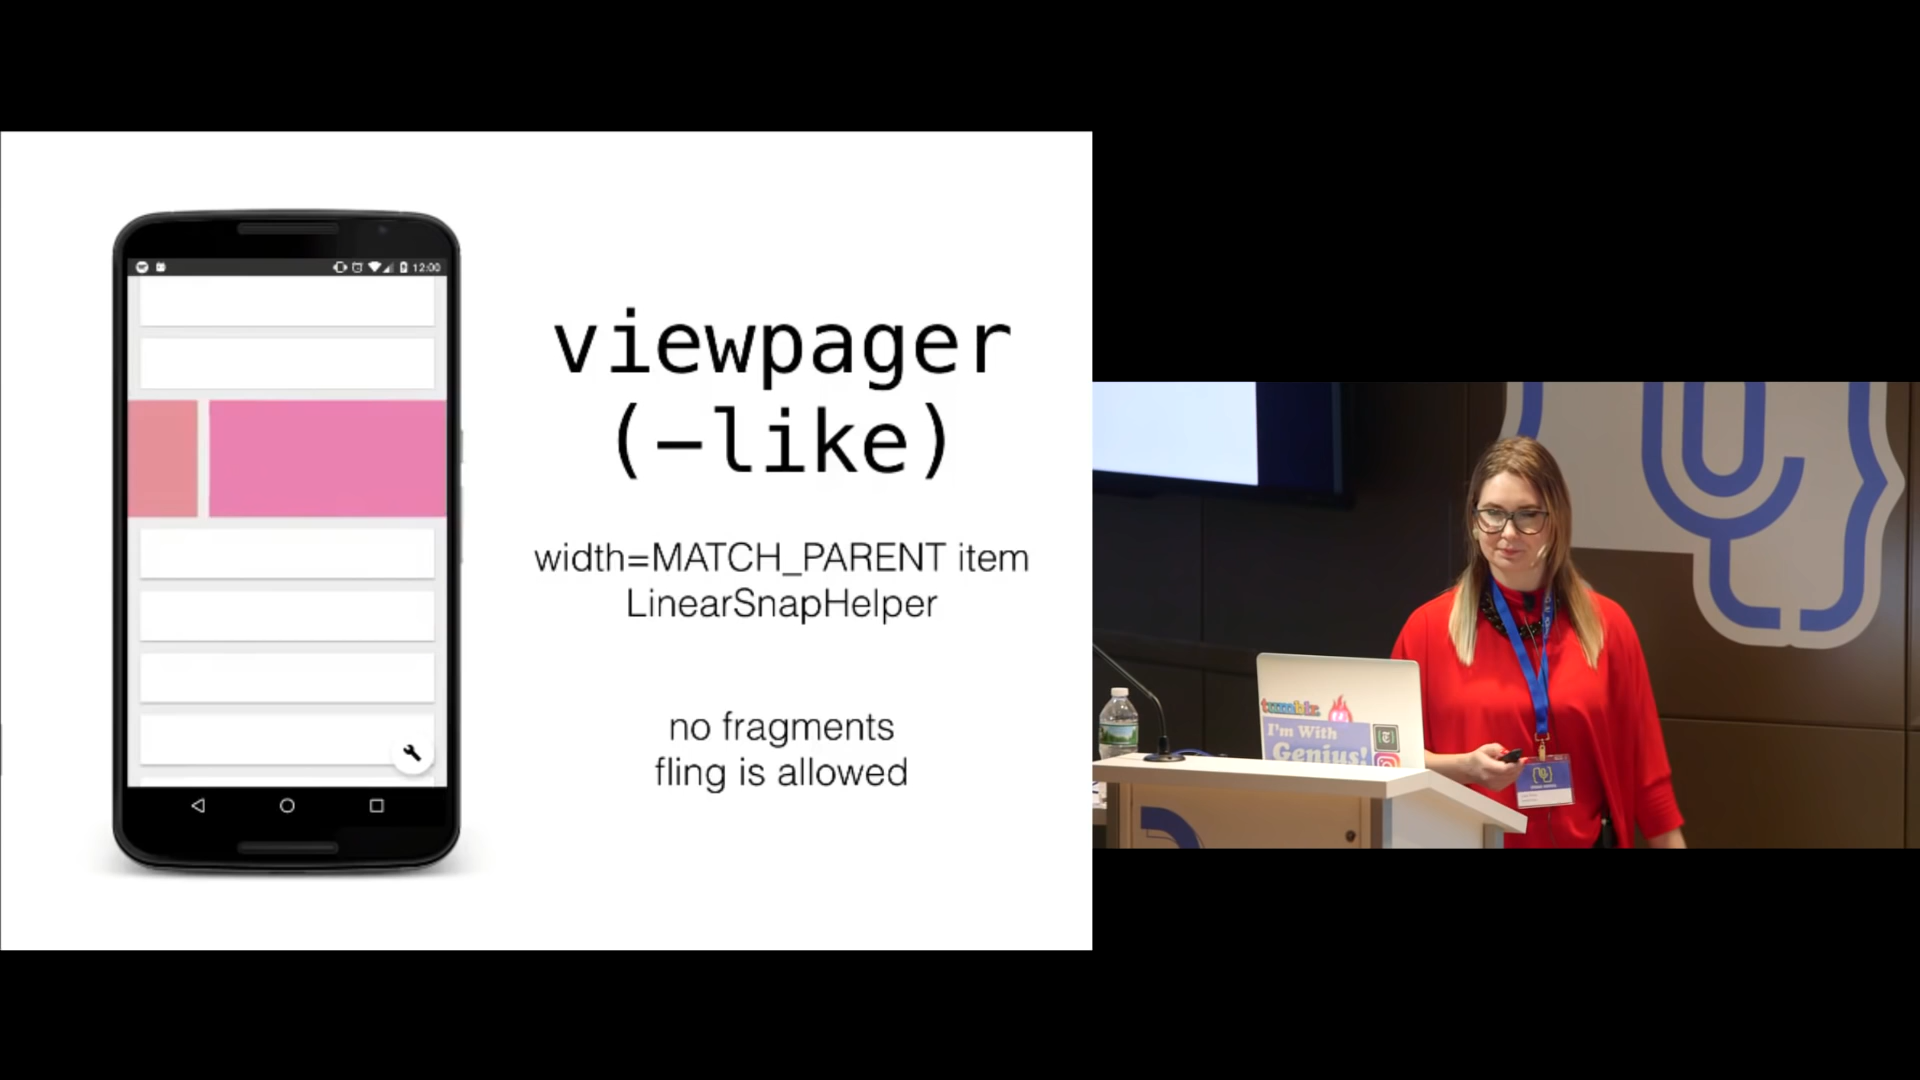 12:00
viewpager
(-like)
width=MATCH_PARENT item
LinearSnapHelper
no fragments
fling is allowed
tumblr.
I'm With
Genius!